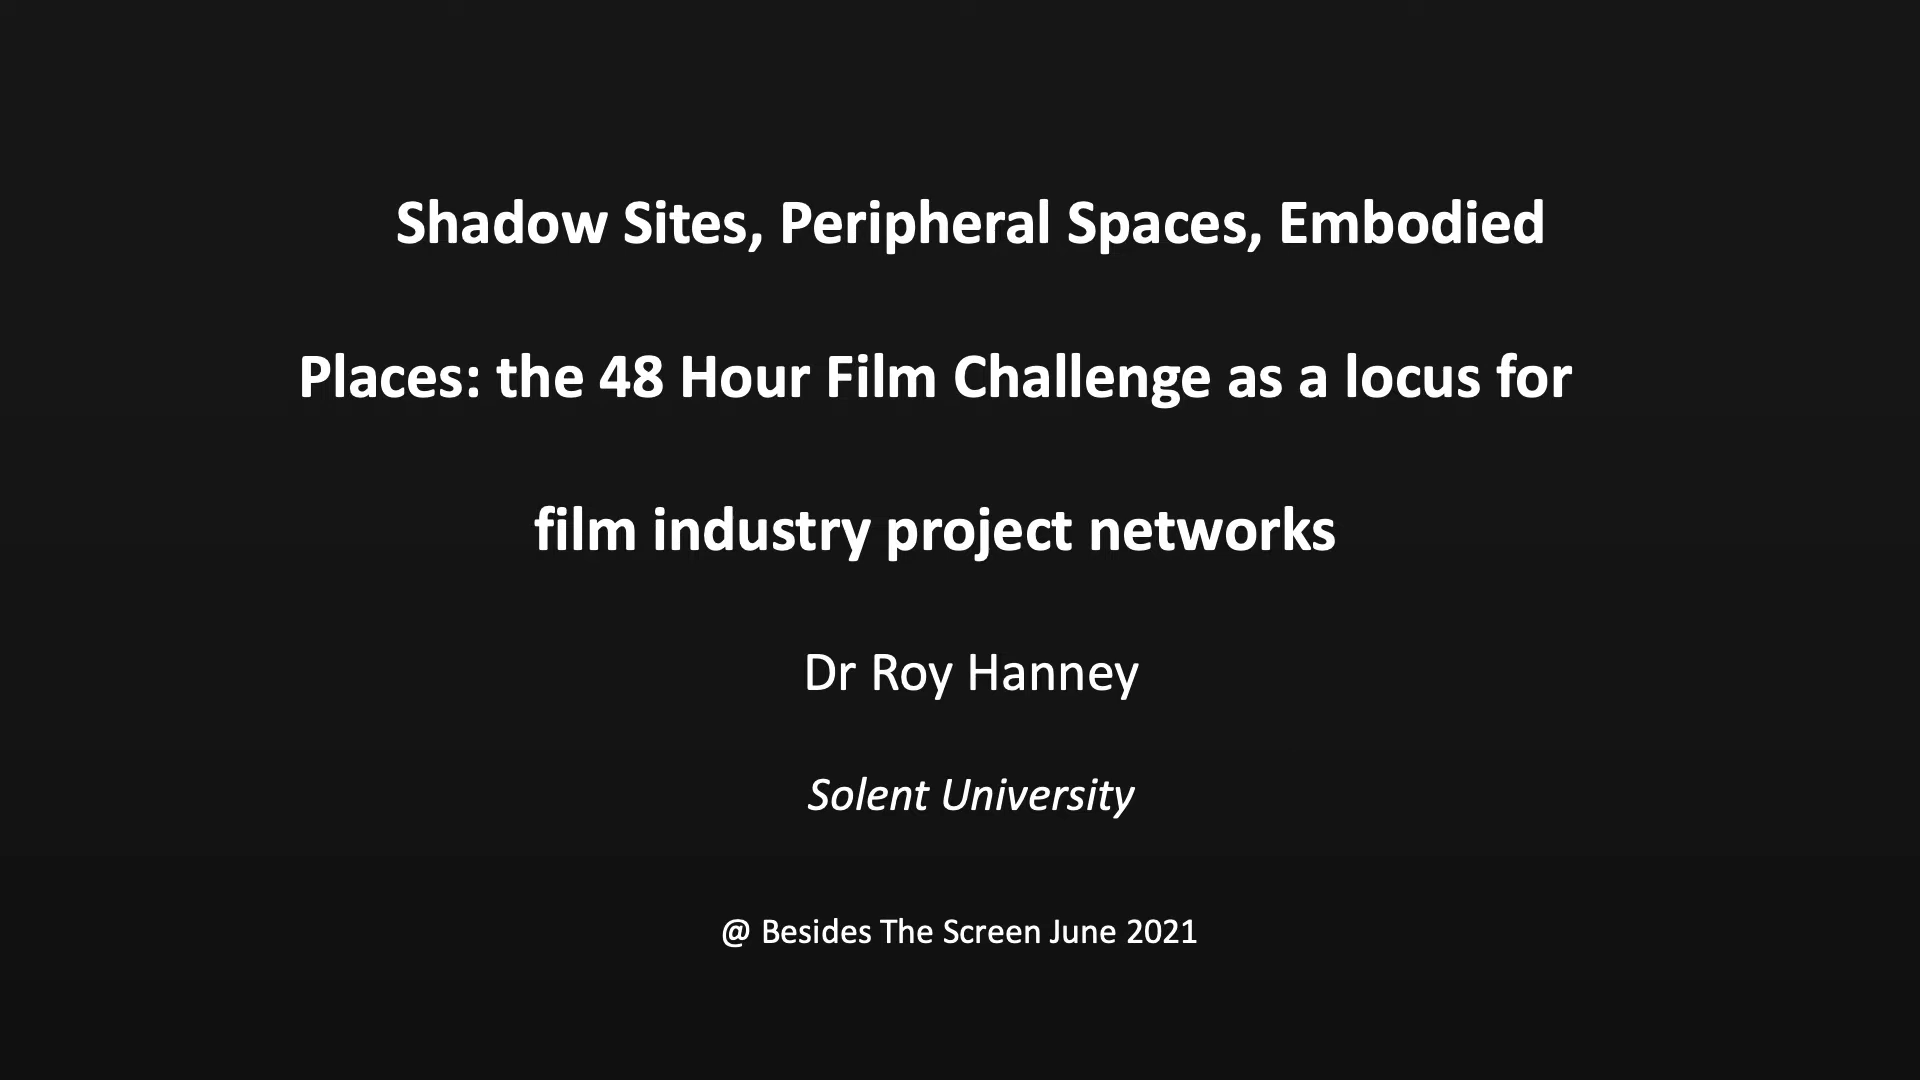 Shadow Sites, Peripheral Spaces, Embodied
Places: the 48 Hour Film Challenge as a locus for
film industry project networks
Dr Roy Hanney
Solent University
@ Besides The Screen June 2021